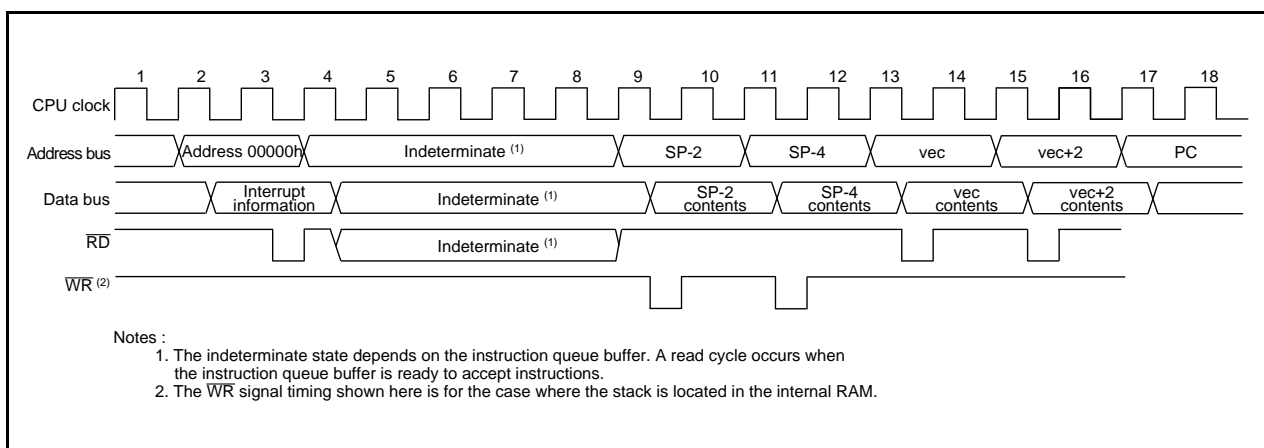 1 2 3 4 5 6 7 8 9 10 11 12 13 14 15 16 17 18
CPU clock
Address bus Address 00000h Indeterminate (1) SP-2 SP-4 vec vec+2 PC
Data bus Interrupt information Indeterminate (1) SP-2 contents SP-4 contents vec contents vec+2 contents
RD Indeterminate (1)
WR (2)
Notes :
1. The indeterminate state depends on the instruction queue buffer. A read cycle occurs when
the instruction queue buffer is ready to accept instructions.
2. The WR signal timing shown here is for the case where the stack is located in the internal RAM.